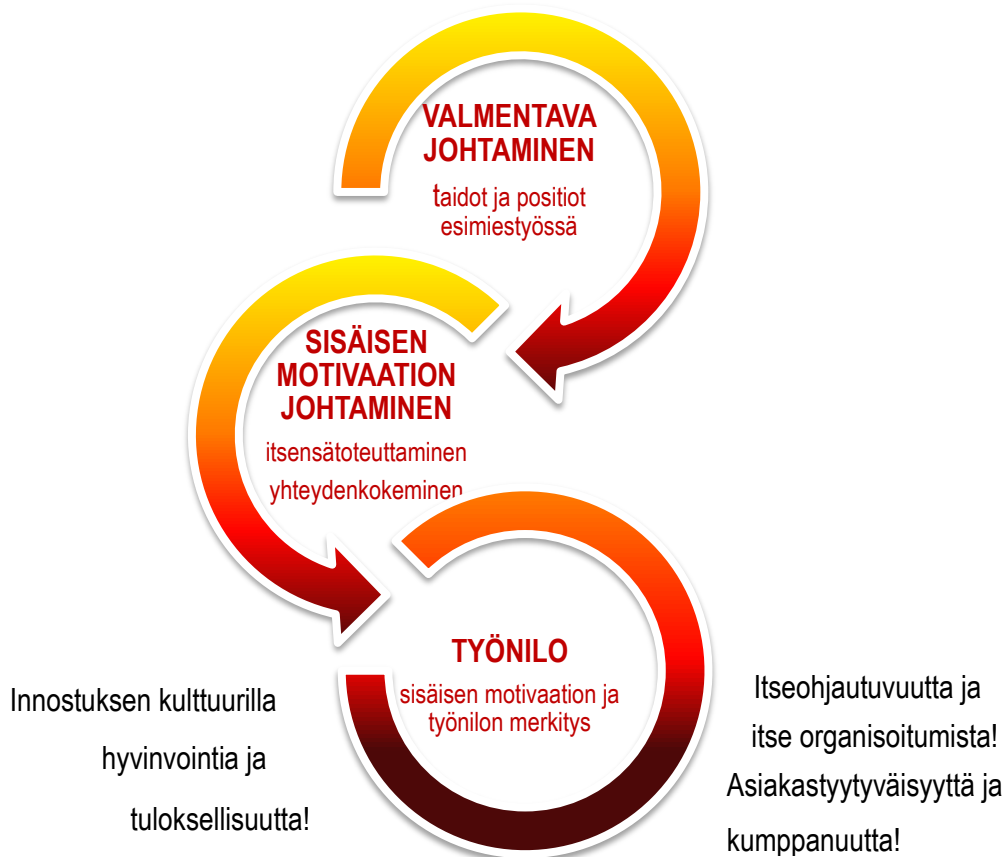 VALMENTAVA
JOHTAMINEN
taidot ja positiot
esimiestyössä
SISÄISEN
MOTIVAATION
JOHTAMINEN
itsensätoteuttaminen
yhteydenkokeminen
TYÖNILO
sisäisen motivaation ja
työnilon merkitys
Innostuksen kulttuurilla
hyvinvointia ja
tuloksellisuutta!
Itseohjautuvuutta ja
itse organisoitumista!
Asiakastyytyväisyyttä ja
kumppanuutta!